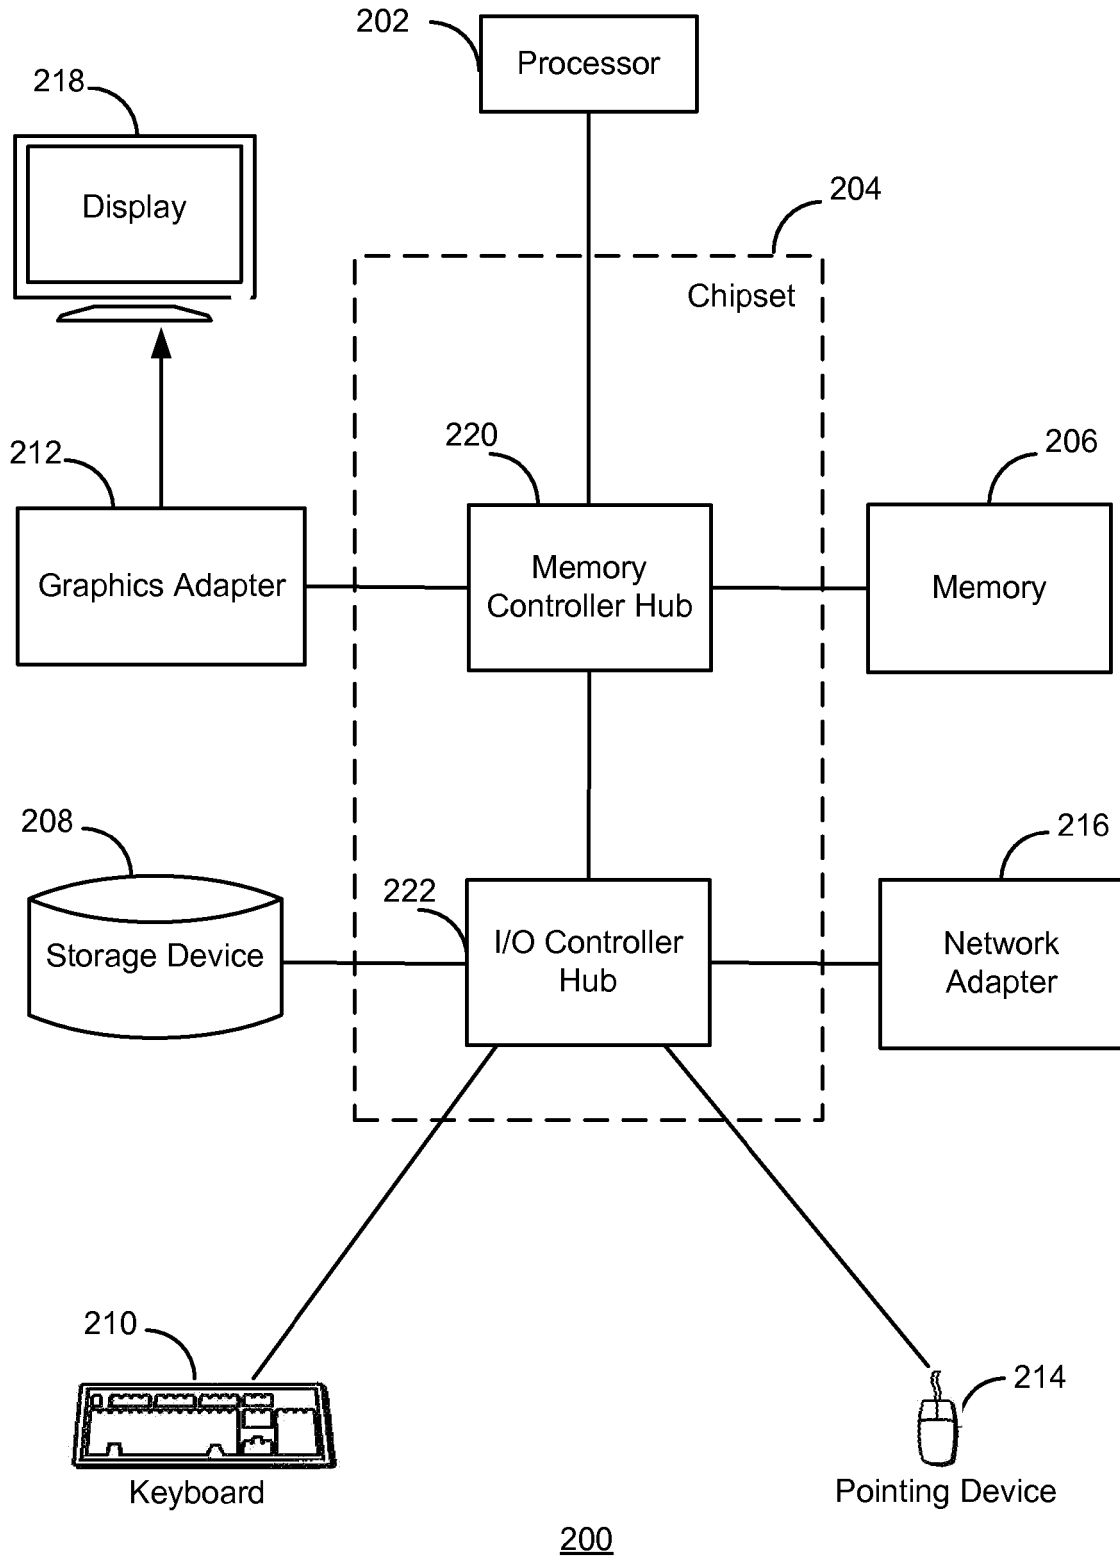 202
Processor
218
Display
204
Chipset
212
Graphics Adapter
220
Memory
Controller Hub
206
Memory
208
Storage Device
222
I/O Controller
Hub
216
Network
Adapter
210
Keyboard
214
Pointing Device
200